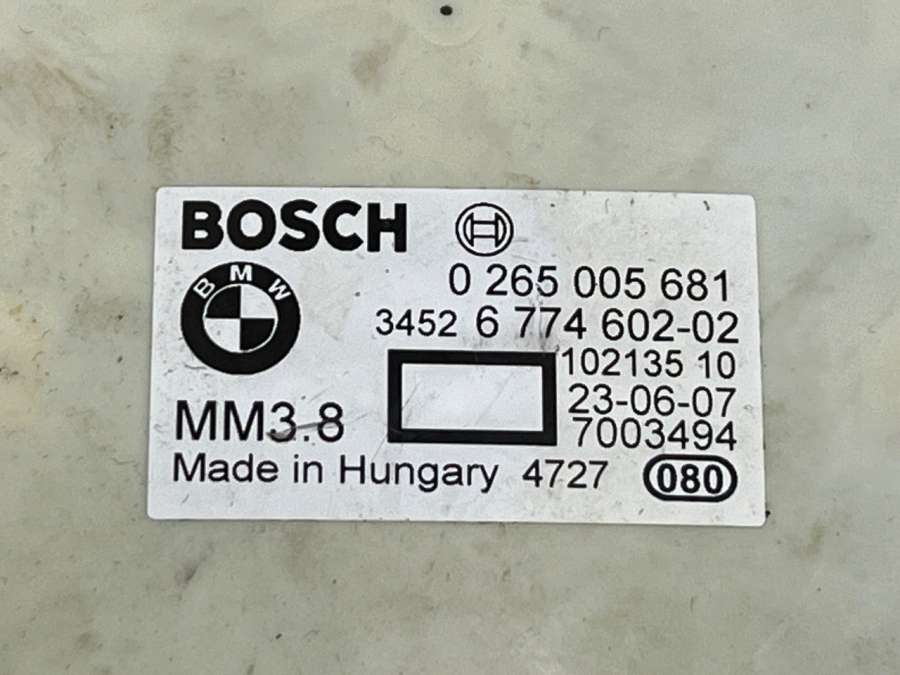 BOSCH
0 265 005 681
BMW
3452 6 774 602-02
102135 10
23-06-07
MM3.8
7003494
Made in Hungary 4727 080